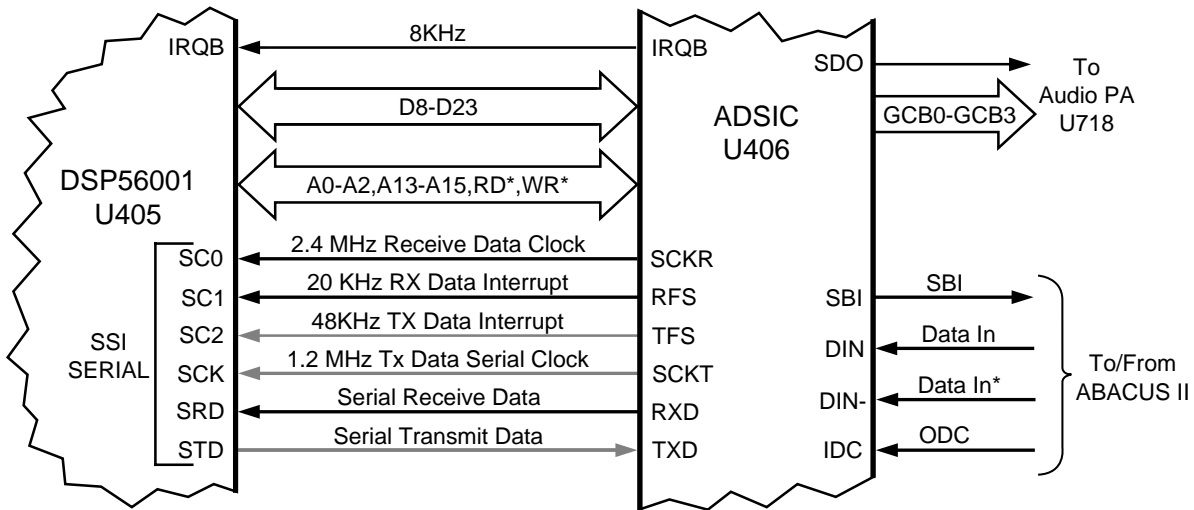 IRQB
8KHz
IRQB
SDO
To
Audio PA
U718
D8-D23
GCB0-GCB3
ADSIC
U406
DSP56001
U405
A0-A2,A13-A15,RD*,WR*
SC0
2.4 MHz Receive Data Clock
SCKR
SC1
20 KHz RX Data Interrupt
RFS
SBI
SBI
SC2
48KHz TX Data Interrupt
TFS
DIN
Data In
SSI
SERIAL
SCK
1.2 MHz Tx Data Serial Clock
SCKT
To/From
ABACUS II
SRD
Serial Receive Data
RXD
DIN-
Data In*
STD
Serial Transmit Data
TXD
IDC
ODC